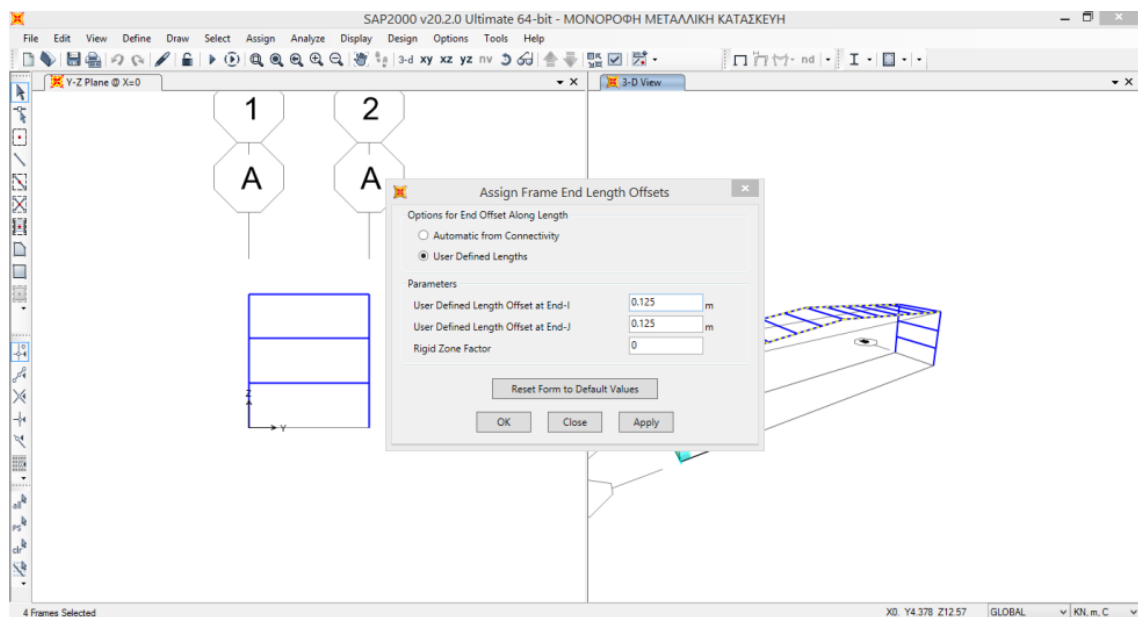 SAP2000 v20.2.0 Ultimate 64-bit - ΜΟΝΟΡΟΦΗ ΜΕΤΑΛΛΙΚΗ ΚΑΤΑΣΚΕΥΗ
File Edit View Define Draw Select Assign Analyze Display Design Options Tools Help
3-d xy xz yz nv nd
Y-Z Plane @ X=0
3-D View
1 2
A A
Z
Y
Assign Frame End Length Offsets
Options for End Offset Along Length
Automatic from Connectivity
User Defined Lengths
Parameters
User Defined Length Offset at End-I 0.125 m
User Defined Length Offset at End-J 0.125 m
Rigid Zone Factor 0
Reset Form to Default Values
OK Close Apply
all
PS
clr
4 Frames Selected
X0. Y4.378 Z12.57 GLOBAL KN, m, C